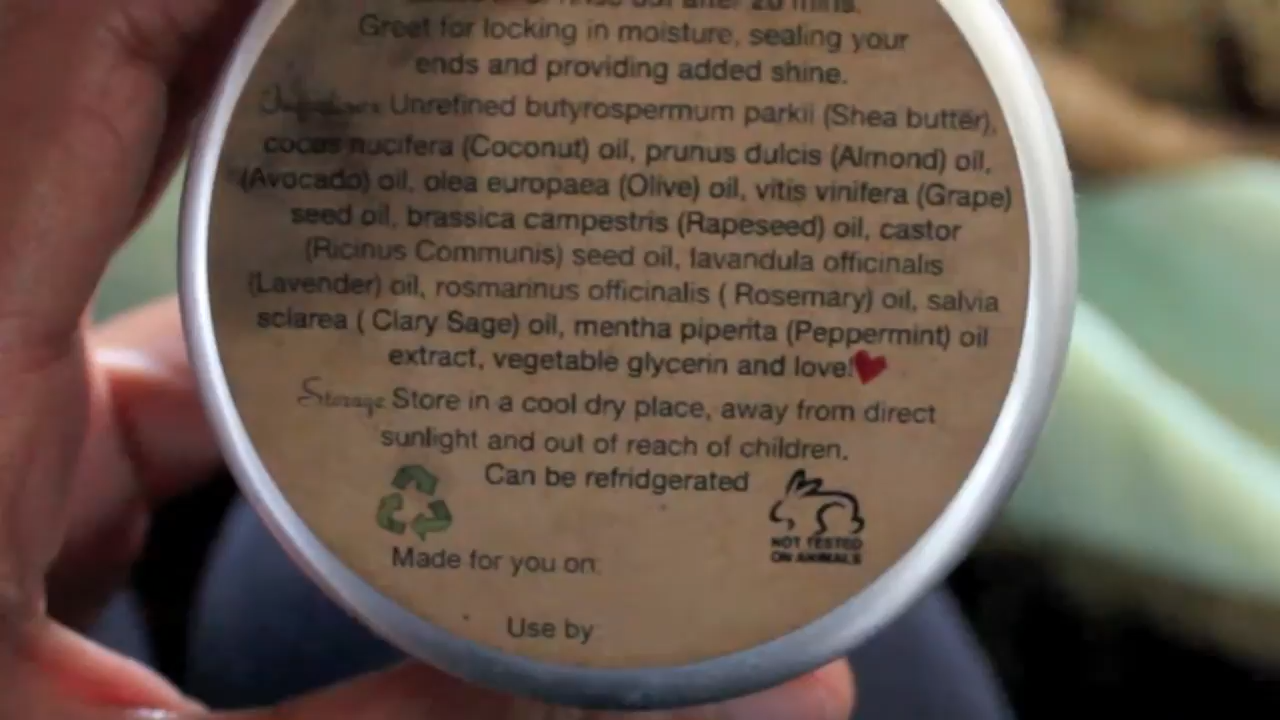 after 20 mins.
Great for locking in moisture, sealing your
ends and providing added shine.
Ingredients Unrefined butyrospermum parkii (Shea butter),
cocus nucifera (Coconut) oil, prunus dulcis (Almond) oil,
(Avocado) oil, olea europaea (Olive) oil, vitis vinifera (Grape)
seed oil, brassica campestris (Rapeseed) oil, castor
(Ricinus Communis) seed oil, lavandula officinalis
(Lavender) oil, rosmarinus officinalis ( Rosemary) oil, salvia
sclarea ( Clary Sage) oil, mentha piperita (Peppermint) oil
extract, vegetable glycerin and love!
Storage Store in a cool dry place, away from direct
sunlight and out of reach of children.
Can be refridgerated
NOT TESTED
ON ANIMALS
Made for you on:
Use by